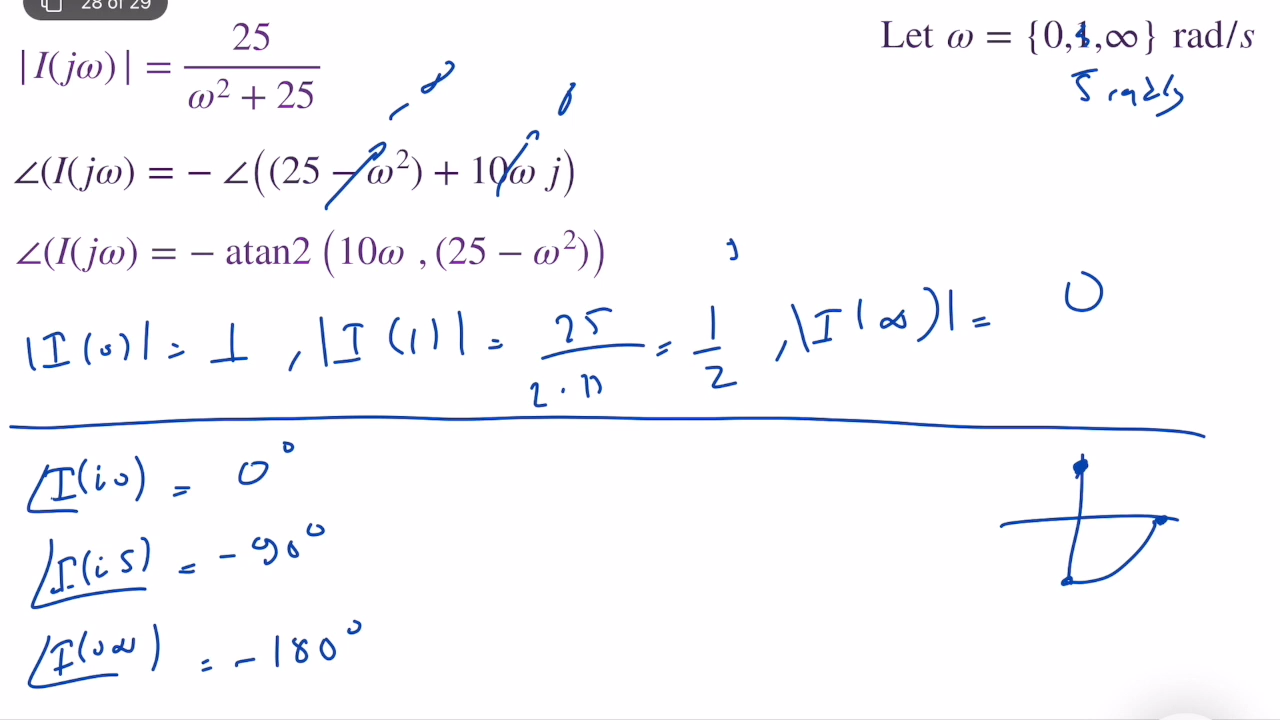 28 of 29
|I(jω)| = 25 / (ω² + 25)
Let ω = {0, 1, ∞} rad/s
5 rad/s
∠(I(jω) = − ∠((25 − ω²) + 10ω j)
∠(I(jω) = − atan2 (10ω , (25 − ω²))
|I(0)| = 1 , |I(1)| = 25 / 2 · = 1/2 , |I(∞)| = 0
∠I(i0) = 0°
∠I(i5) = -90°
∠I(i∞) = -180°